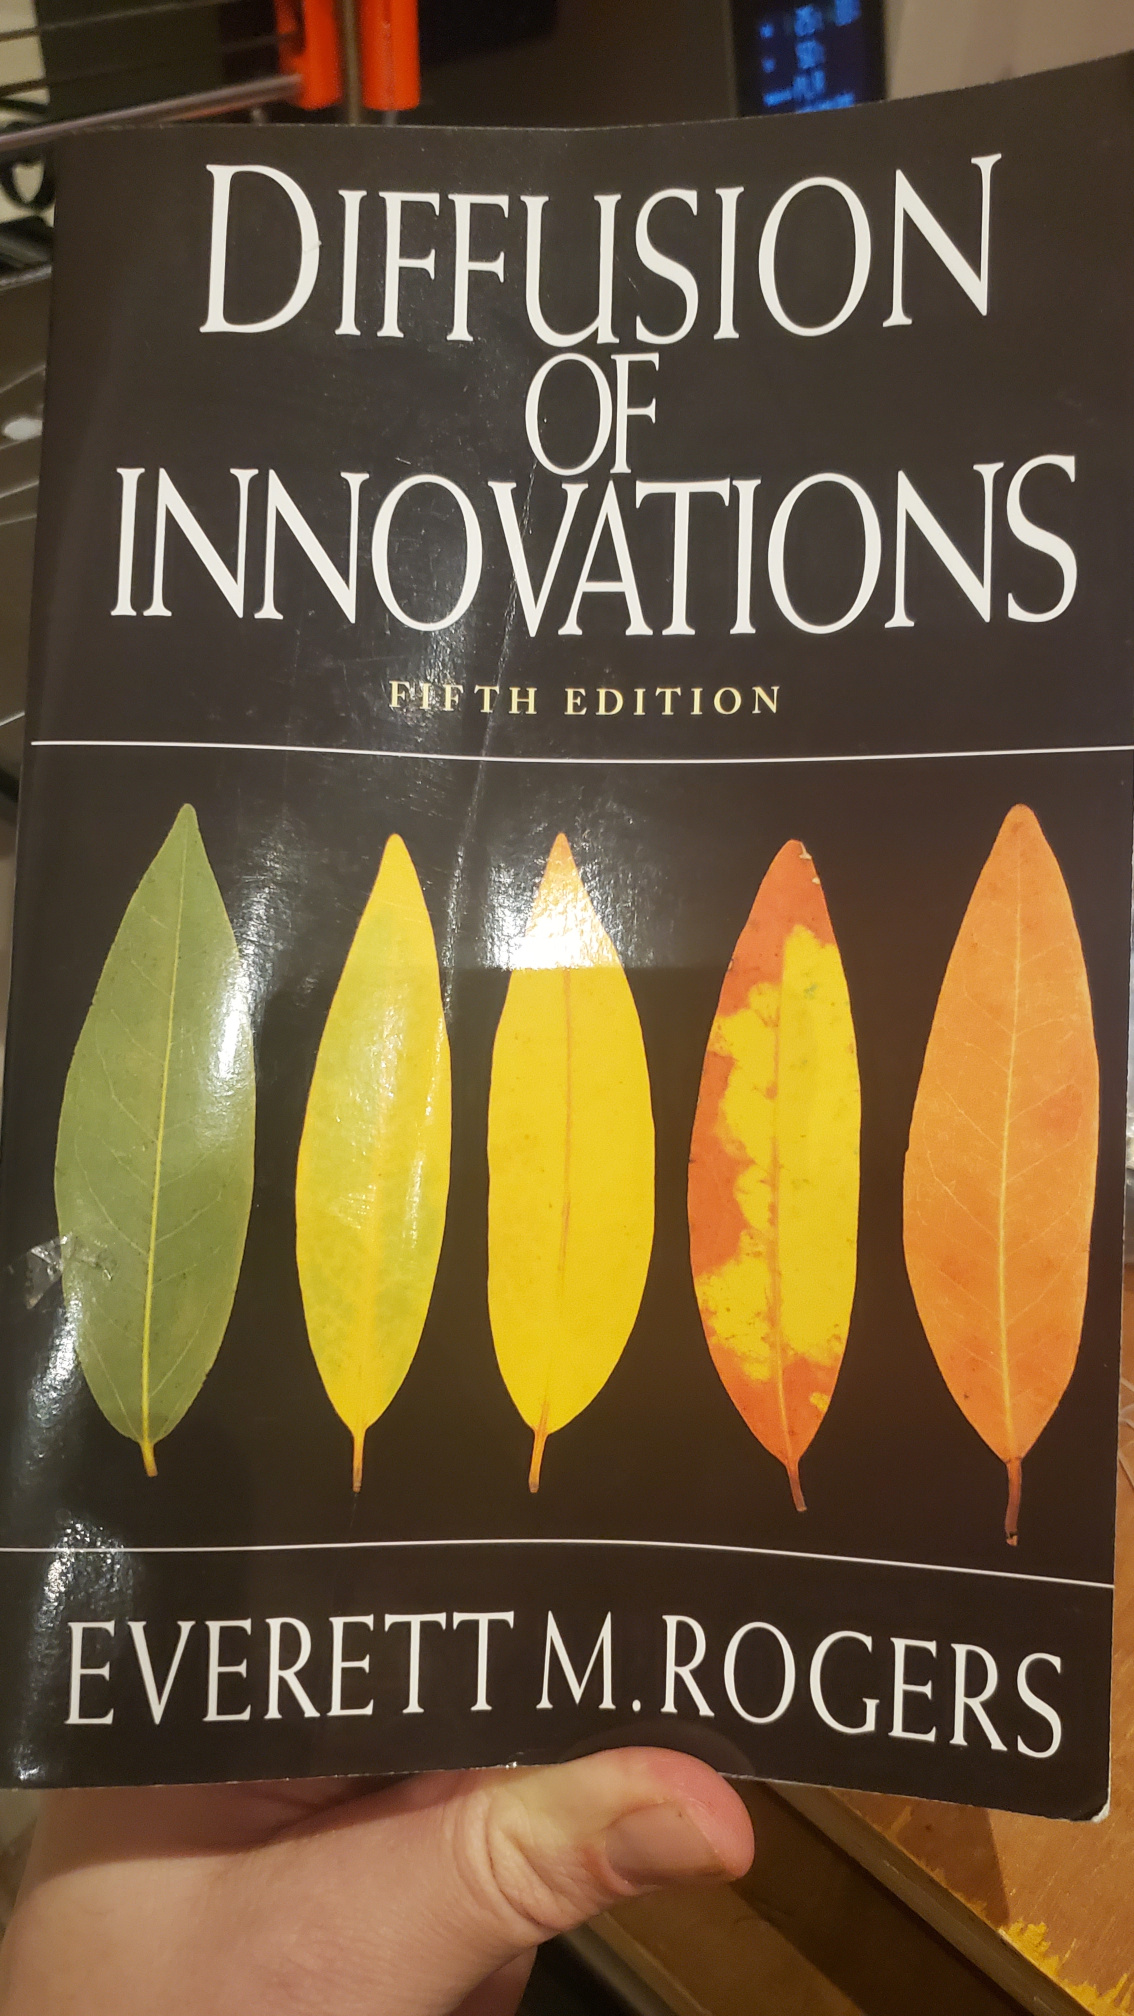 DIFFUSION
OF
INNOVATIONS
FIFTH EDITION
EVERETT M. ROGERS